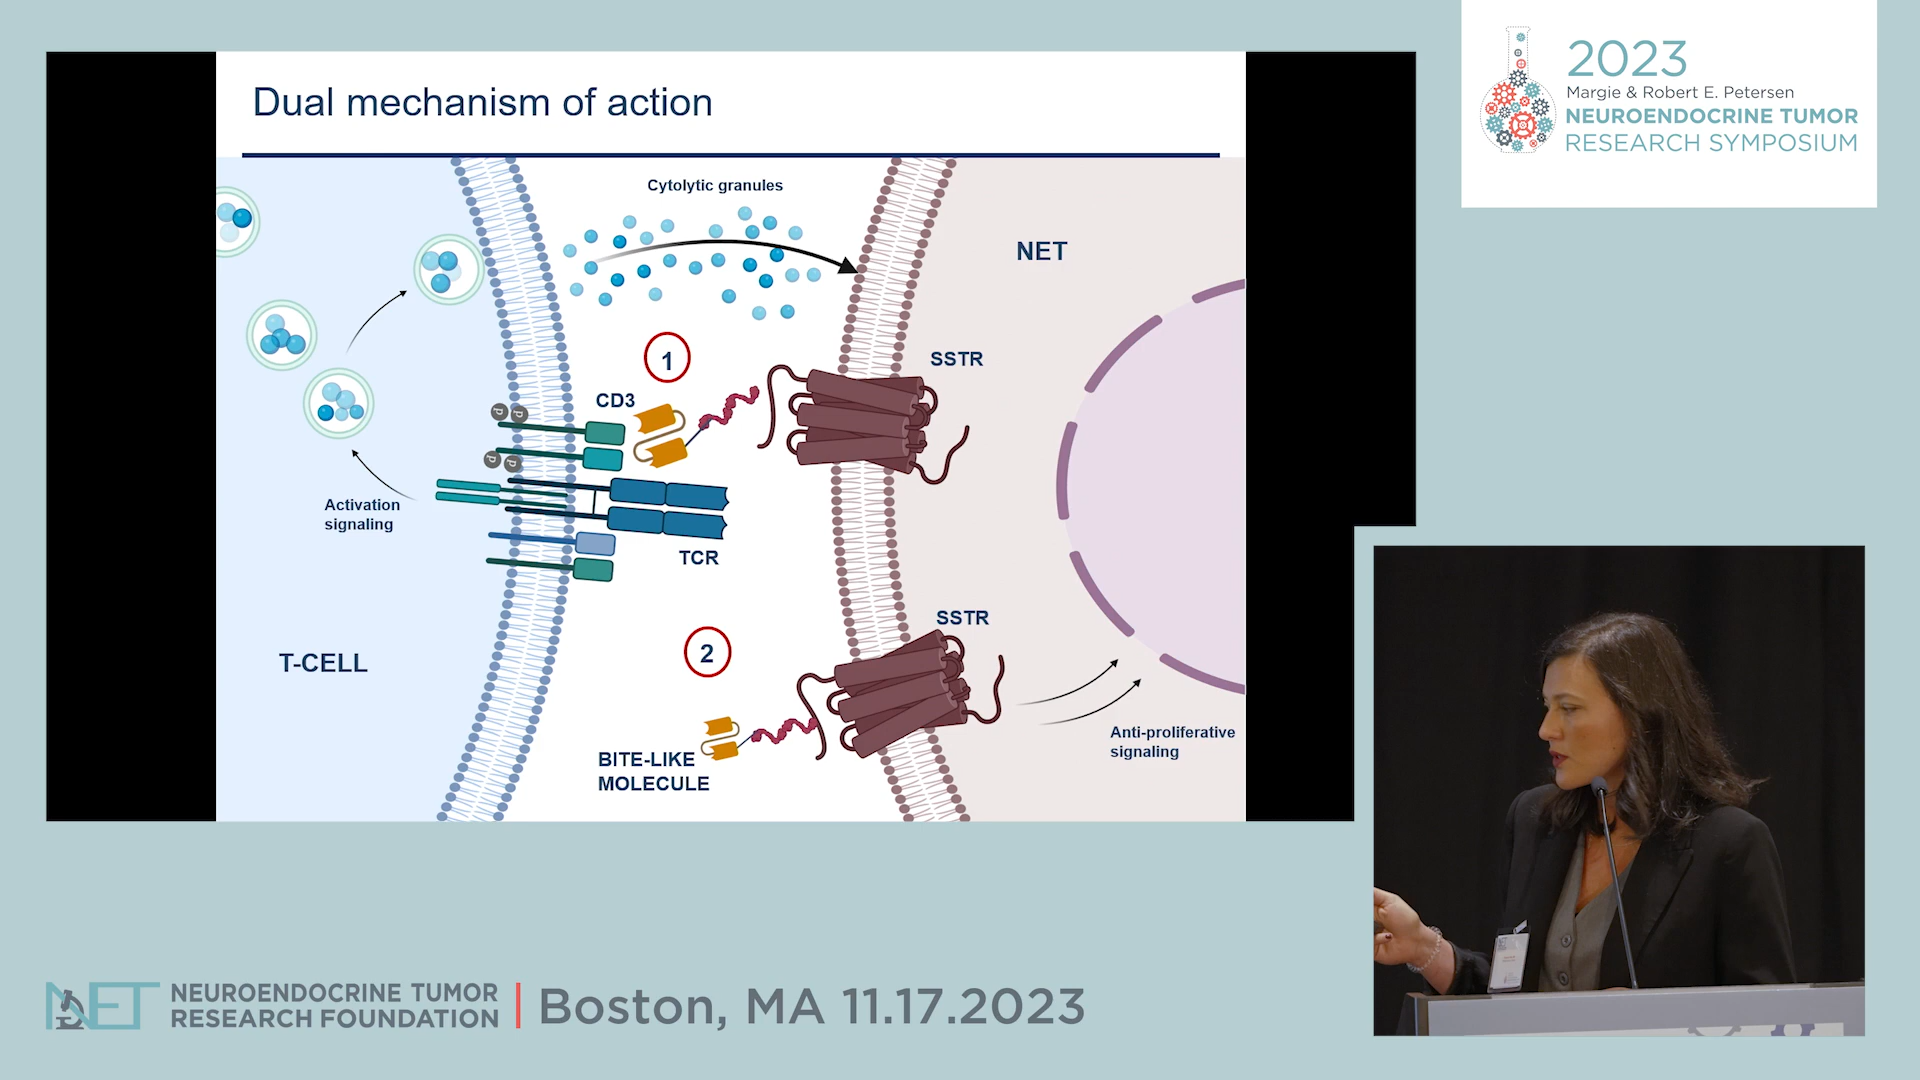 Dual mechanism of action
Cytolytic granules
NET
1
SSTR
CD3
P
P
P
P
Activation
signaling
TCR
SSTR
2
T-CELL
Anti-proliferative
signaling
BITE-LIKE
MOLECULE
2023
Margie & Robert E. Petersen
NEUROENDOCRINE TUMOR
RESEARCH SYMPOSIUM
NET
NEUROENDOCRINE TUMOR
RESEARCH FOUNDATION
Boston, MA 11.17.2023